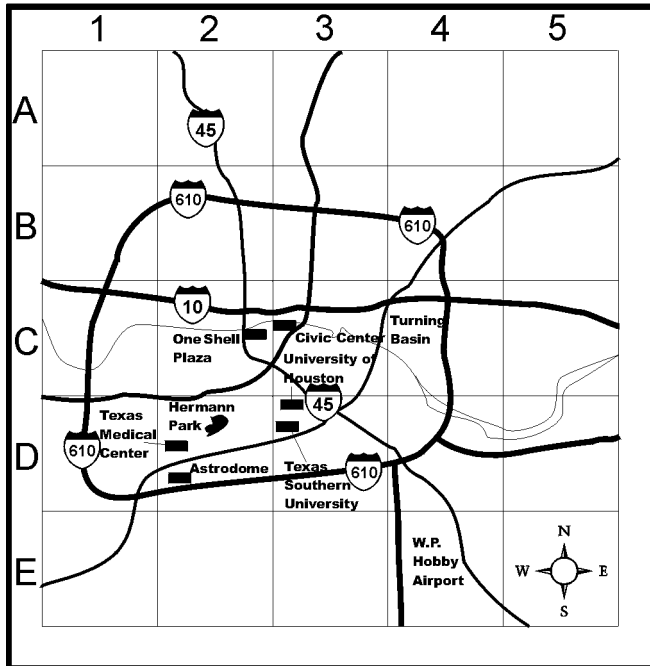 1 2 3 4 5
A
45
B
610
610
10
C
One Shell
Plaza
Civic Center
Turning
Basin
University of
Houston
Texas
Medical
Center
Hermann
Park
45
D
610
Astrodome
Texas
Southern
University
610
E
W.P.
Hobby
Airport
N
W E
S